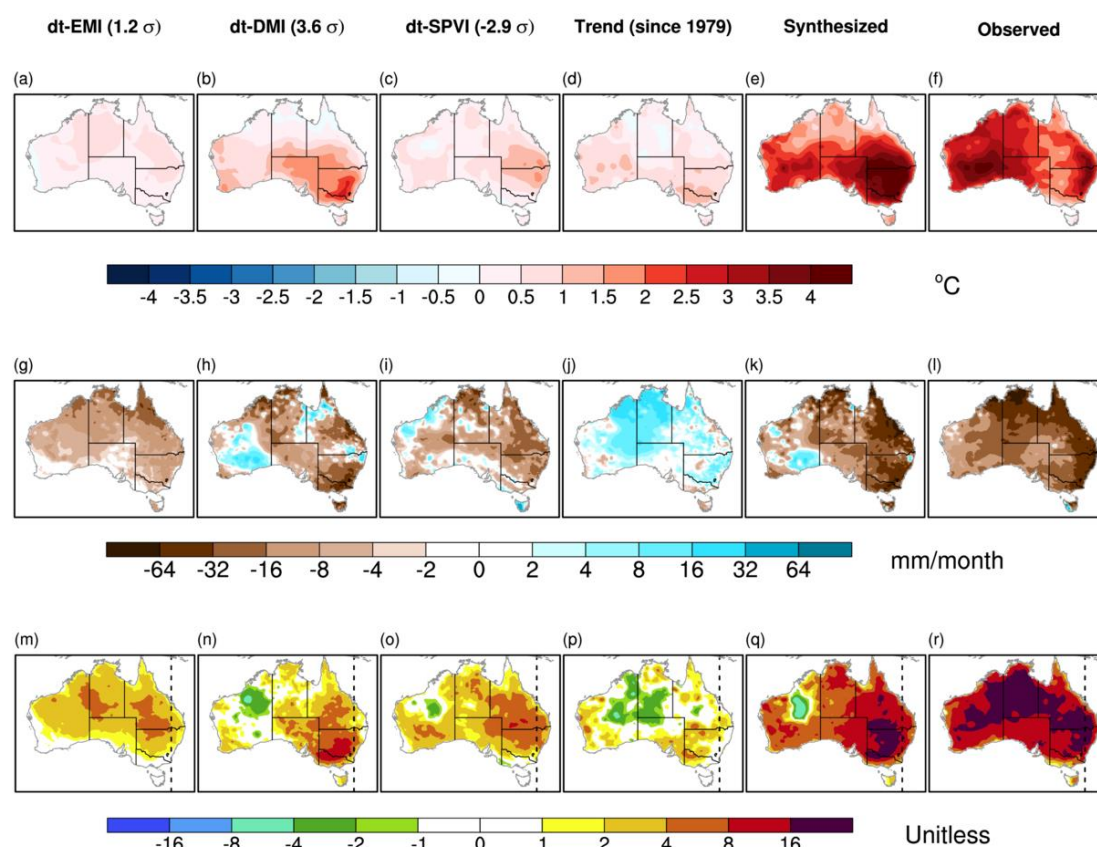 dt-EMI (1.2 σ) dt-DMI (3.6 σ) dt-SPVI (-2.9 σ) Trend (since 1979) Synthesized Observed
(a) (b) (c) (d) (e) (f)
-4 -3.5 -3 -2.5 -2 -1.5 -1 -0.5 0 0.5 1 1.5 2 2.5 3 3.5 4
°C
(g) (h) (i) (j) (k) (l)
-64 -32 -16 -8 -4 -2 0 2 4 8 16 32 64
mm/month
(m) (n) (o) (p) (q) (r)
-16 -8 -4 -2 -1 0 1 2 4 8 16
Unitless